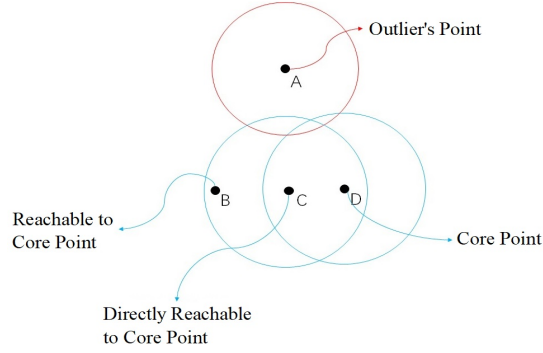 Outlier's Point
A
B
C
D
Reachable to
Core Point
Core Point
Directly Reachable
to Core Point